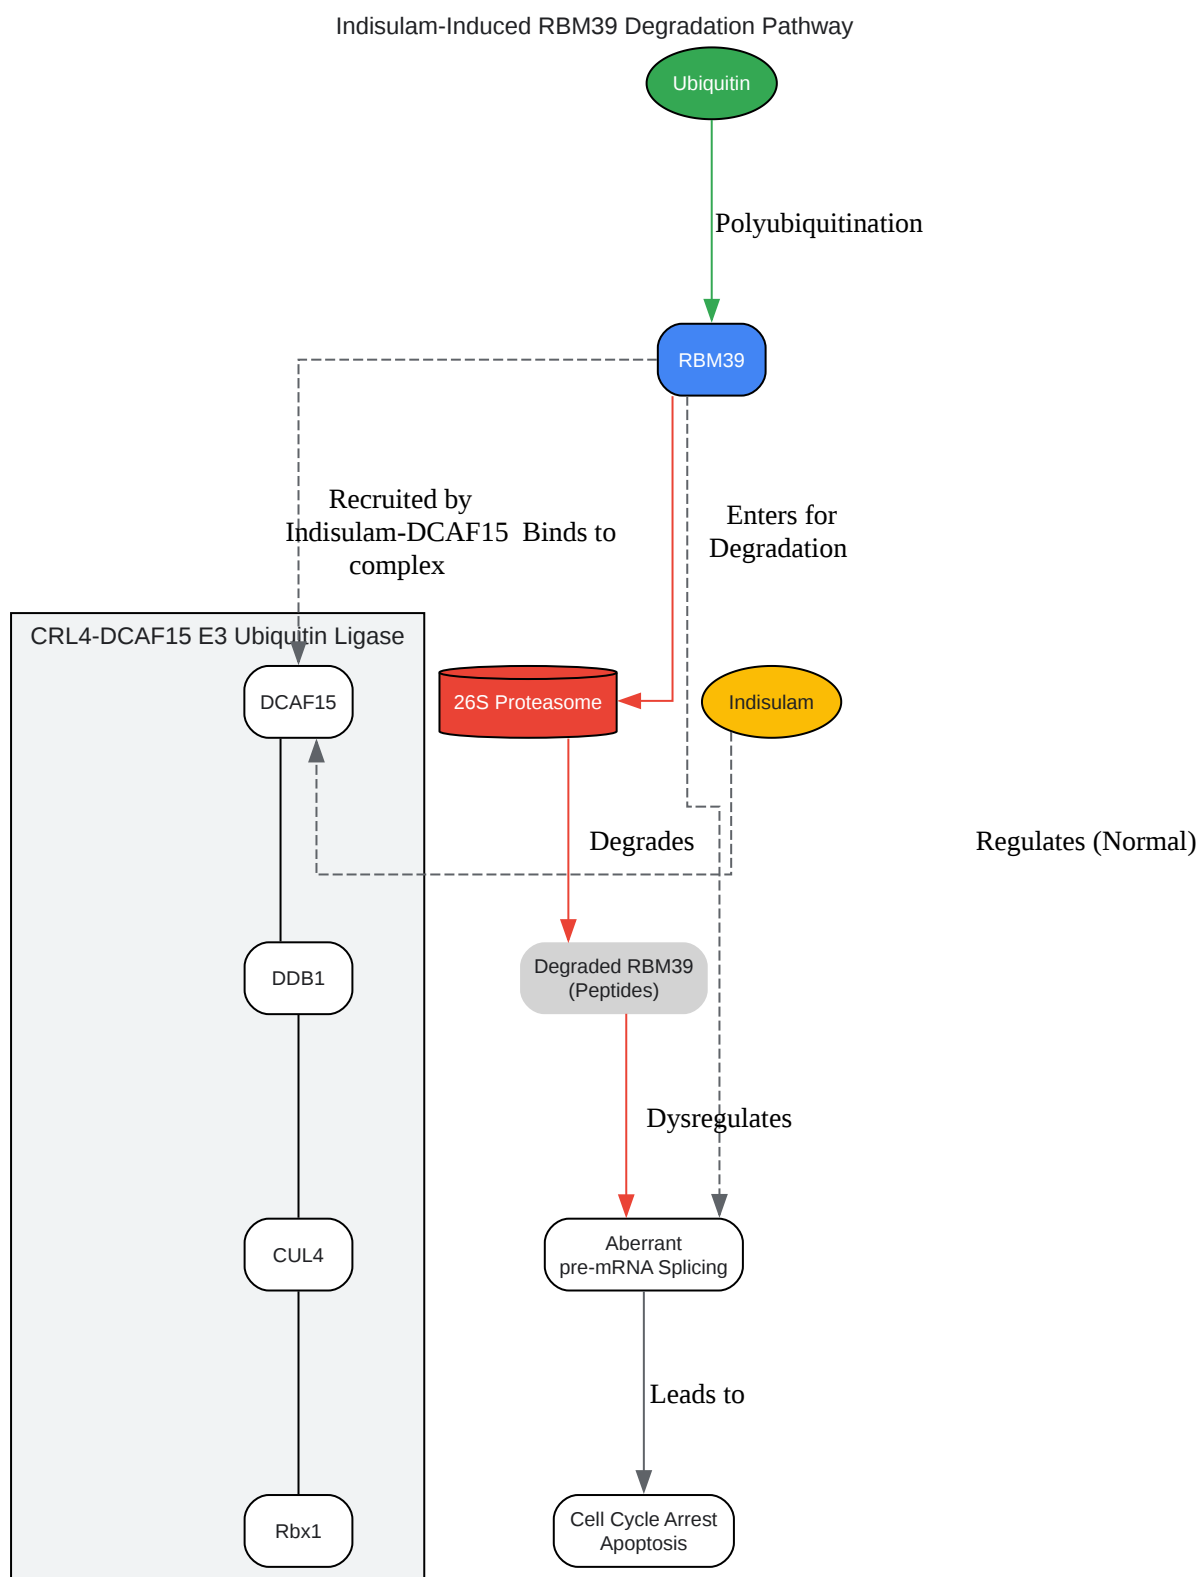 Indisulam-Induced RBM39 Degradation Pathway
Ubiquitin
Polyubiquitination
RBM39
Recruited by
Indisulam-DCAF15
complex
Binds to
Enters for
Degradation
CRL4-DCAF15 E3 Ubiquitin Ligase
DCAF15
26S Proteasome
Indisulam
Degrades
Regulates (Normal)
DDB1
Degraded RBM39
(Peptides)
Dysregulates
CUL4
Aberrant
pre-mRNA Splicing
Leads to
Rbx1
Cell Cycle Arrest
Apoptosis